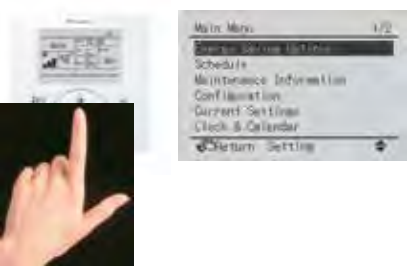 Main Menu 1/2
Energy Saving Options
Schedule
Maintenance Information
Configuration
Current Settings
Clock & Calendar
Return Setting